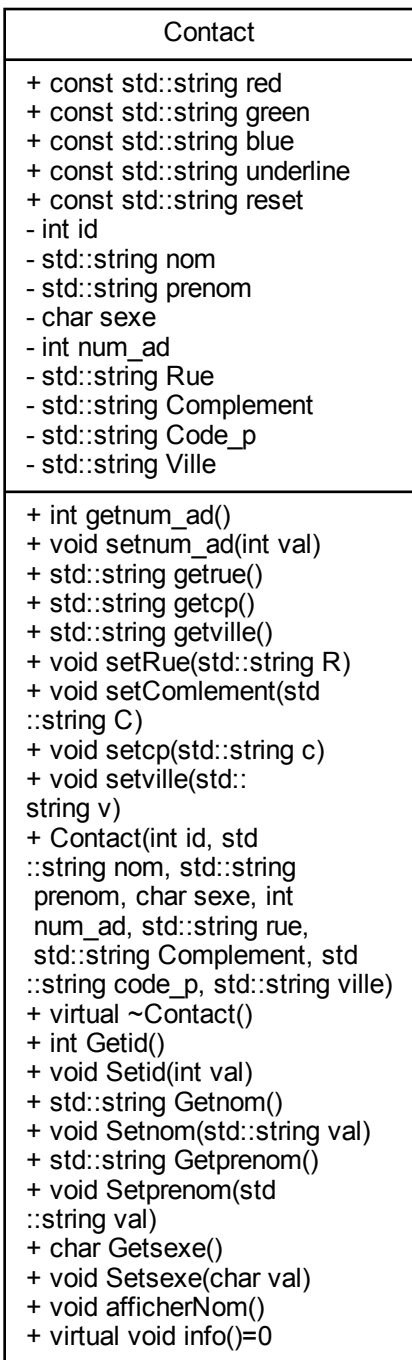 Contact
+ const std::string red
+ const std::string green
+ const std::string blue
+ const std::string underline
+ const std::string reset
- int id
- std::string nom
- std::string prenom
- char sexe
- int num_ad
- std::string Rue
- std::string Complement
- std::string Code_p
- std::string Ville
+ int getnum_ad()
+ void setnum_ad(int val)
+ std::string getrue()
+ std::string getcp()
+ std::string getville()
+ void setRue(std::string R)
+ void setComlement(std
::string C)
+ void setcp(std::string c)
+ void setville(std::
string v)
+ Contact(int id, std
::string nom, std::string
prenom, char sexe, int
num_ad, std::string rue,
std::string Complement, std
::string code_p, std::string ville)
+ virtual ~Contact()
+ int Getid()
+ void Setid(int val)
+ std::string Getnom()
+ void Setnom(std::string val)
+ std::string Getprenom()
+ void Setprenom(std
::string val)
+ char Getsexe()
+ void Setsexe(char val)
+ void afficherNom()
+ virtual void info()=0